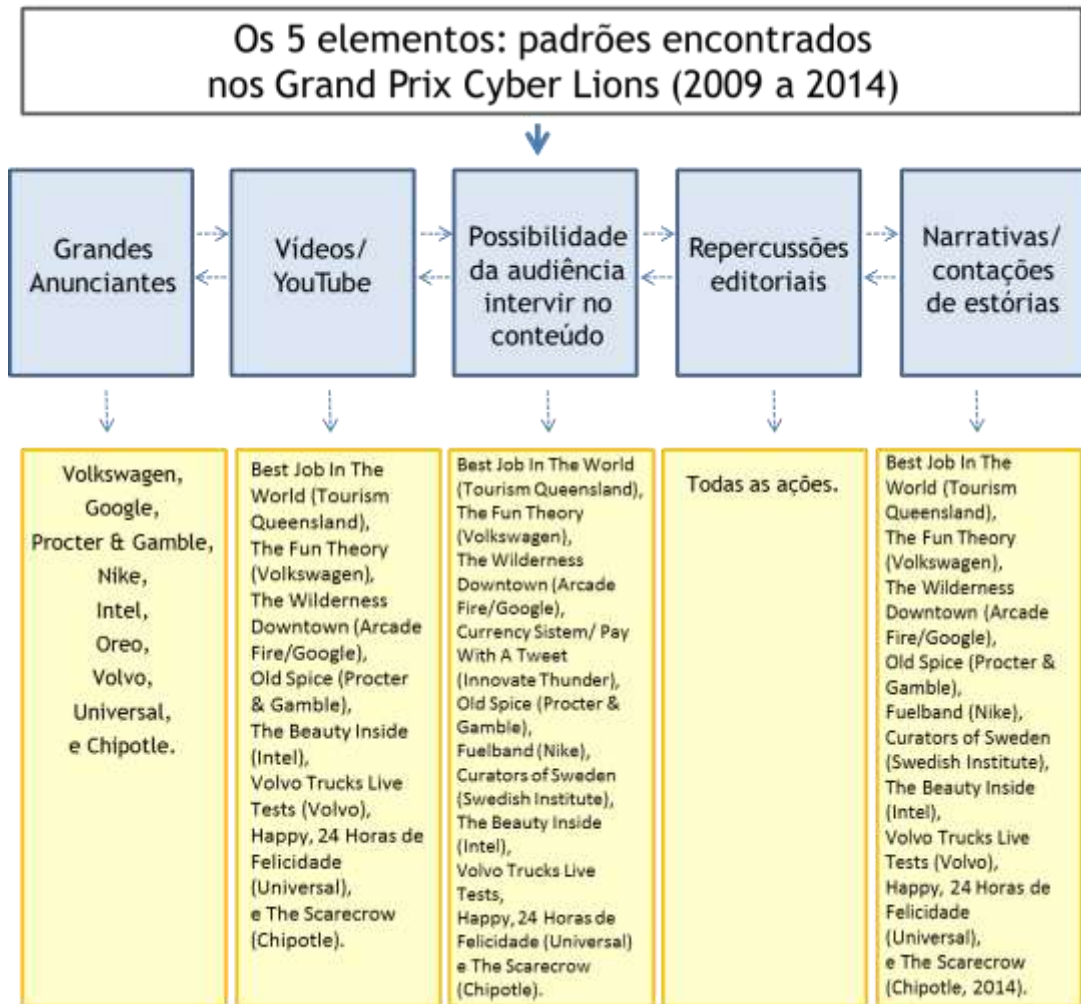 Os 5 elementos: padrões encontrados
nos Grand Prix Cyber Lions (2009 a 2014)
Grandes
Anunciantes
Vídeos/
YouTube
Possibilidade
da audiência
intervir no
conteúdo
Repercussões
editoriais
Narrativas/
contações
de estórias
Volkswagen,
Google,
Procter & Gamble,
Nike,
Intel,
Oreo,
Volvo,
Universal,
e Chipotle.
Best Job In The
World (Tourism
Queensland),
The Fun Theory
(Volkswagen),
The Wilderness
Downtown (Arcade
Fire/Google),
Old Spice (Procter
& Gamble),
The Beauty Inside
(Intel),
Volvo Trucks Live
Tests (Volvo),
Happy, 24 Horas de
Felicidade
(Universal),
e The Scarecrow
(Chipotle).
Best Job In The World
(Tourism Queensland),
The Fun Theory
(Volkswagen),
The Wilderness
Downtown (Arcade
Fire/Google),
Currency Sistem/ Pay
With A Tweet
(Innovate Thunder),
Old Spice (Procter &
Gamble),
Fuelband (Nike),
Curators of Sweden
(Swedish Institute),
The Beauty Inside
(Intel),
Volvo Trucks Live
Tests,
Happy, 24 Horas de
Felicidade (Universal)
e The Scarecrow
(Chipotle).
Todas as ações.
Best Job In The
World (Tourism
Queensland),
The Fun Theory
(Volkswagen),
The Wilderness
Downtown (Arcade
Fire/Google),
Old Spice (Procter &
Gamble),
Fuelband (Nike),
Curators of Sweden
(Swedish Institute),
The Beauty Inside
(Intel),
Volvo Trucks Live
Tests (Volvo),
Happy, 24 Horas de
Felicidade
(Universal),
e The Scarecrow
(Chipotle, 2014).